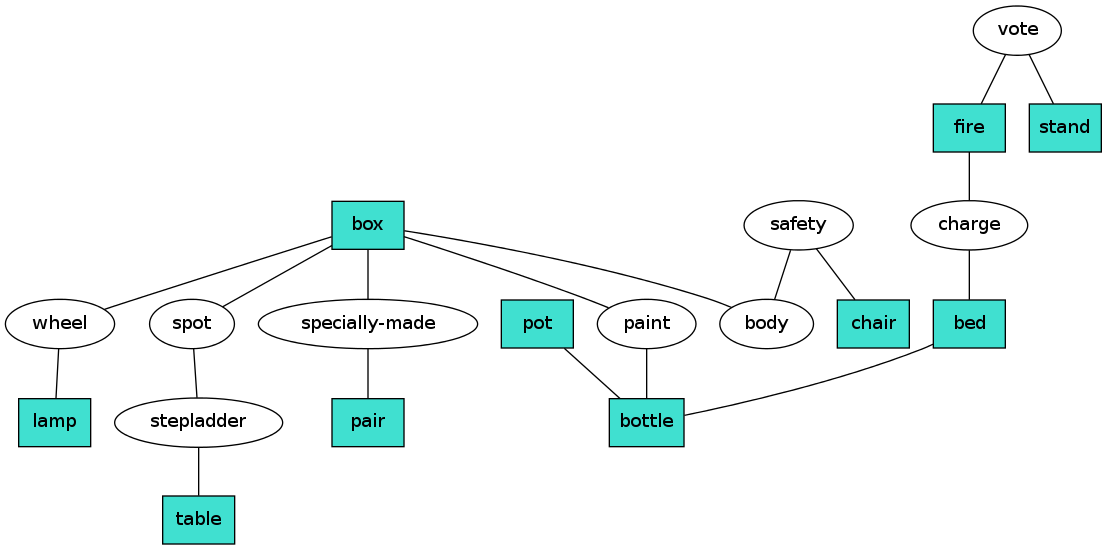 vote
fire
stand
box
safety
charge
wheel
spot
specially-made
pot
paint
body
chair
bed
lamp
stepladder
pair
bottle
table